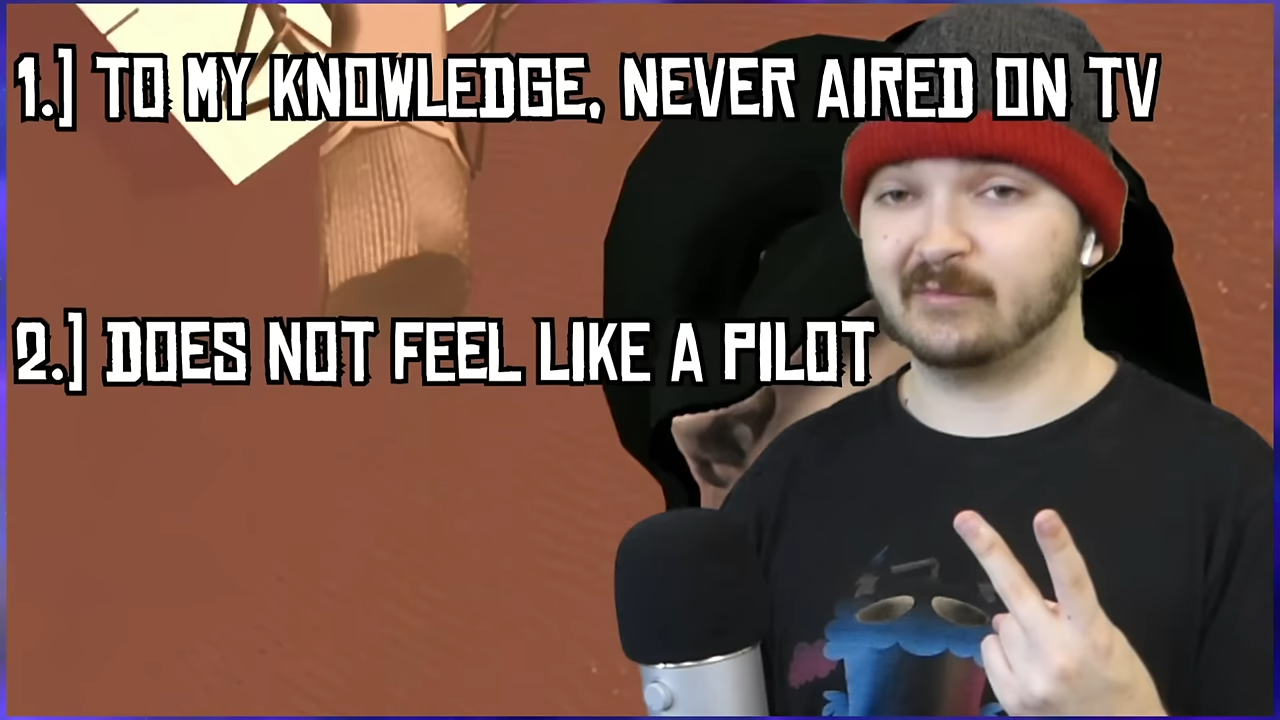 1.] TO MY KNOWLEDGE, NEVER AIRED ON TV
2.] DOES NOT FEEL LIKE A PILOT